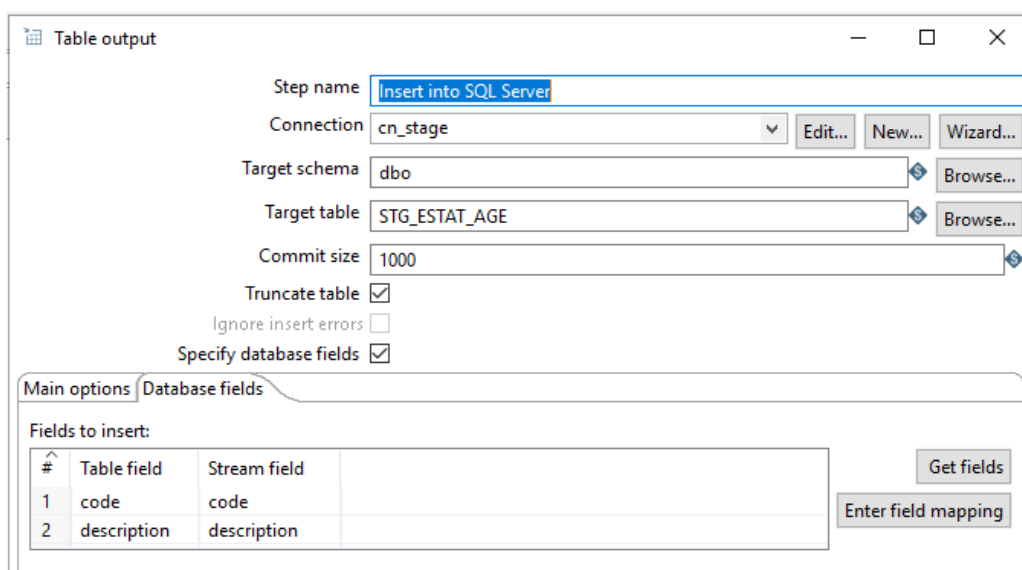 Table output
Step name Insert into SQL Server
Connection cn_stage Edit... New... Wizard...
Target schema dbo S Browse...
Target table STG_ESTAT_AGE S Browse...
Commit size 1000 S
Truncate table
Ignore insert errors
Specify database fields
Main options Database fields
Fields to insert:
# Table field Stream field
Get fields
1 code code
Enter field mapping
2 description description